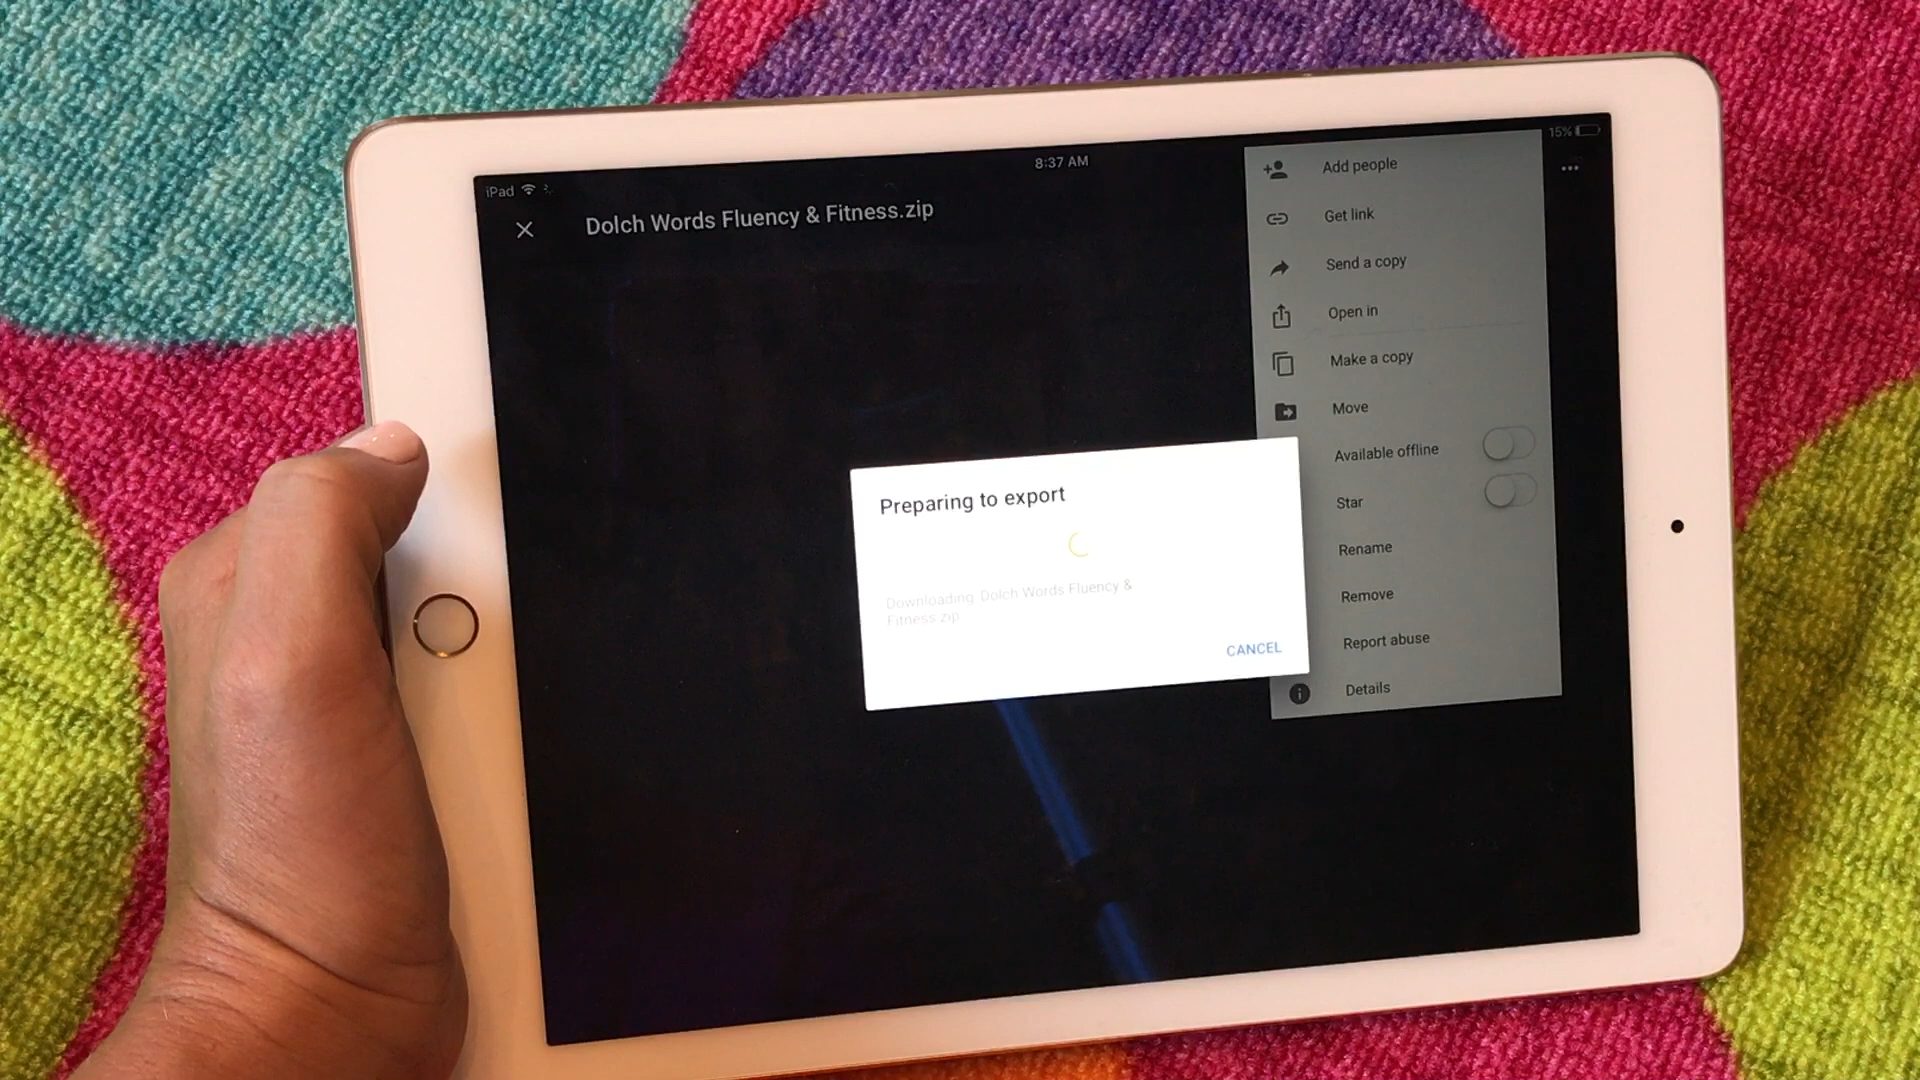 iPad
8:37 AM
15%
Dolch Words Fluency & Fitness.zip
Add people
Get link
Send a copy
Open in
Make a copy
Move
Available offline
Star
Rename
Remove
Report abuse
Details
Preparing to export
Downloading Dolch Words Fluency &
Fitness.zip
CANCEL